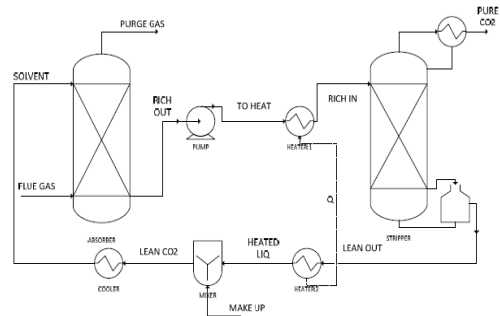 PURGE GAS
PURE
CO2
SOLVENT
RICH
OUT
TO HEAT
RICH IN
PUMP
HEATER1
FLUE GAS
Q
ABSORBER
STRIPPER
LEAN CO2
HEATED
LIQ
LEAN OUT
COOLER
MIXER
HEATER2
MAKE UP